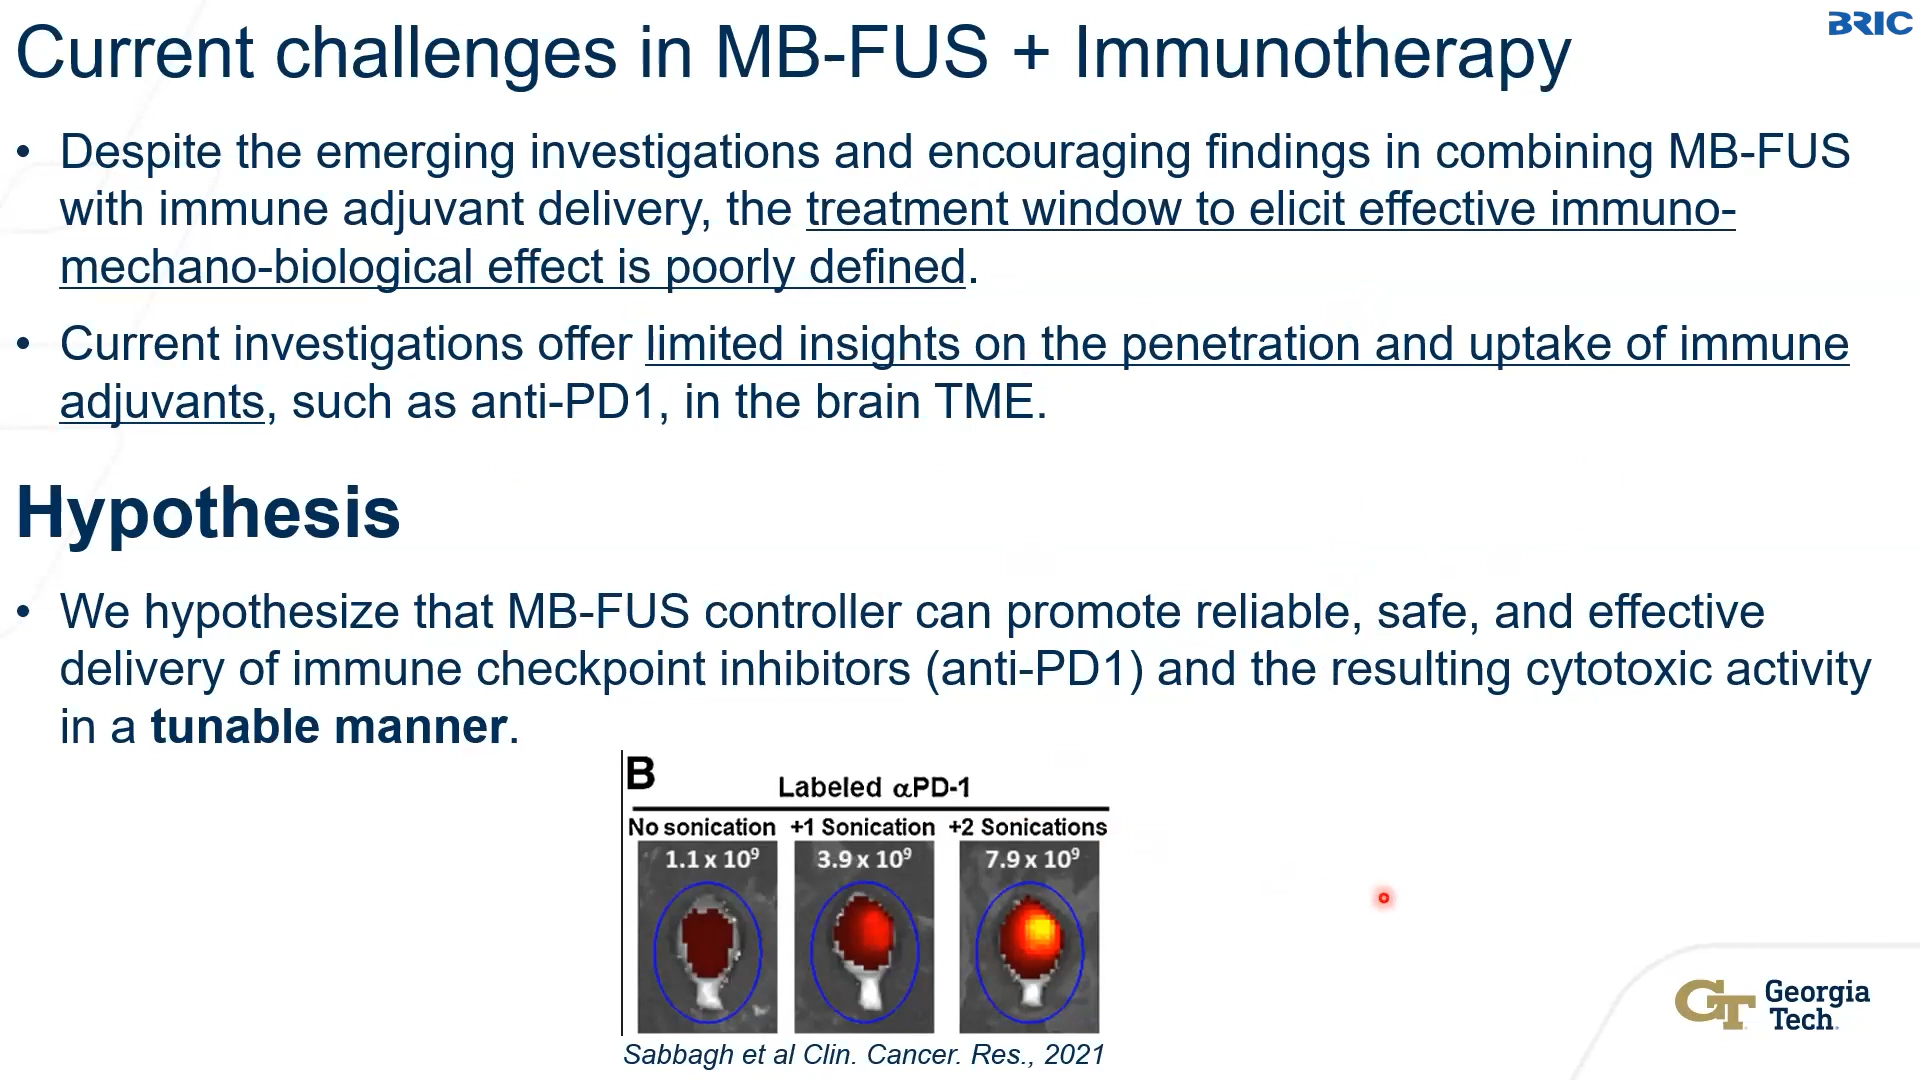 Current challenges in MB-FUS + Immunotherapy
BRIC
• Despite the emerging investigations and encouraging findings in combining MB-FUS
with immune adjuvant delivery, the treatment window to elicit effective immuno-
mechano-biological effect is poorly defined.
• Current investigations offer limited insights on the penetration and uptake of immune
adjuvants, such as anti-PD1, in the brain TME.
Hypothesis
• We hypothesize that MB-FUS controller can promote reliable, safe, and effective
delivery of immune checkpoint inhibitors (anti-PD1) and the resulting cytotoxic activity
in a tunable manner.
B
Labeled αPD-1
No sonication +1 Sonication +2 Sonications
1.1 x 10⁹ 3.9 x 10⁹ 7.9 x 10⁹
Sabbagh et al Clin. Cancer. Res., 2021
GT Georgia
Tech.